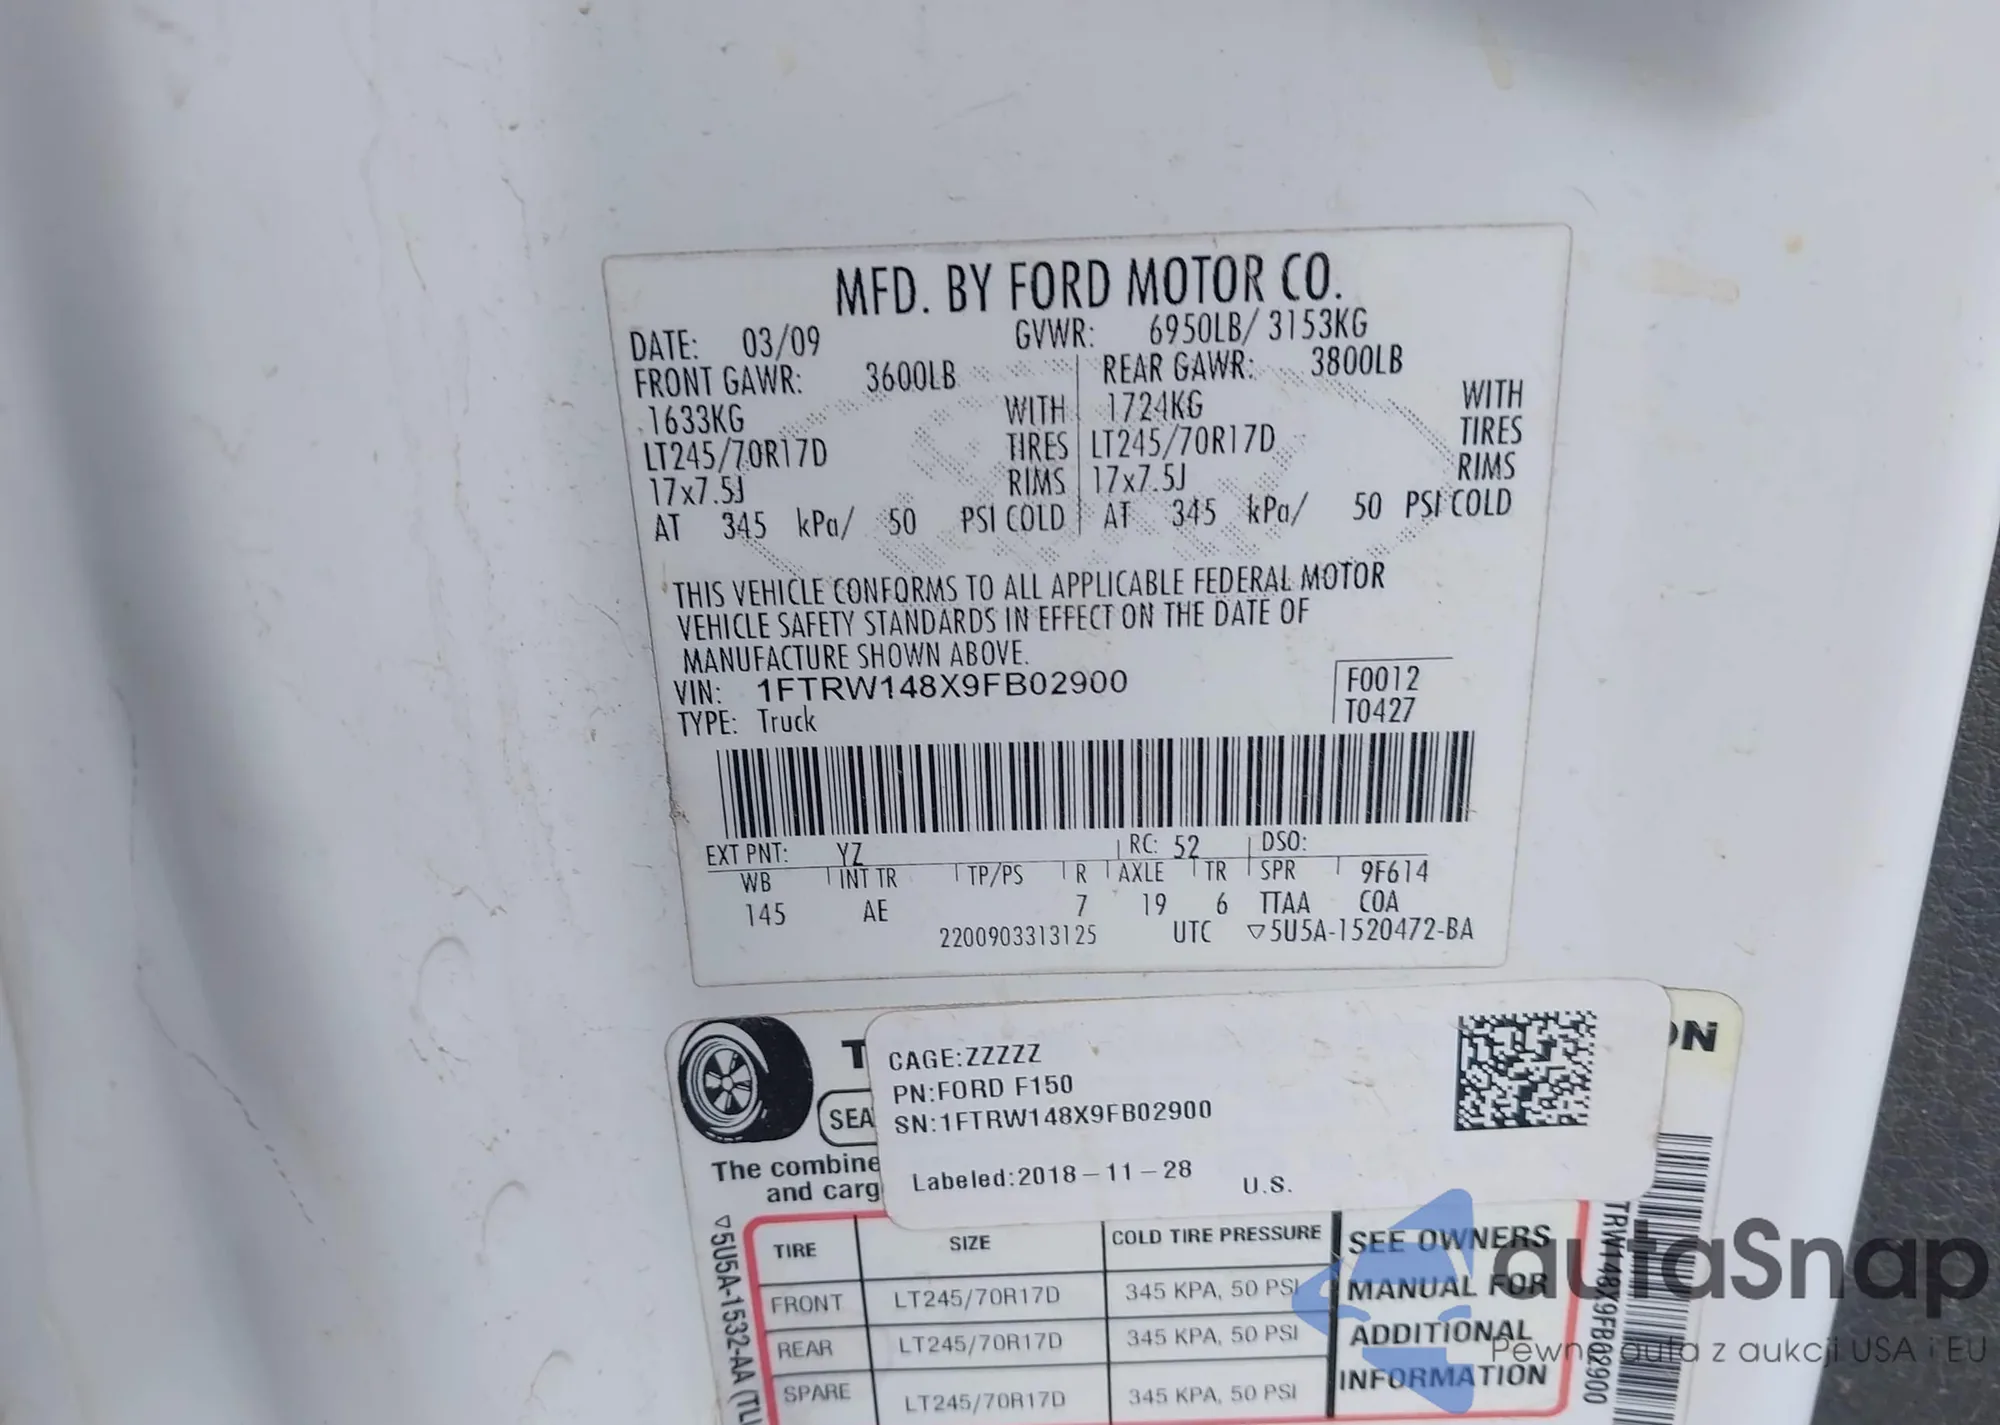 MFD. BY FORD MOTOR CO.
DATE: 03/09 GVWR: 6950LB/ 3153KG
FRONT GAWR: 3600LB REAR GAWR: 3800LB
1633KG WITH 1724KG WITH
LT245/70R17D TIRES LT245/70R17D TIRES
17x7.5J RIMS 17x7.5J RIMS
AT 345 kPa/ 50 PSI COLD AT 345 kPa/ 50 PSI COLD
THIS VEHICLE CONFORMS TO ALL APPLICABLE FEDERAL MOTOR
VEHICLE SAFETY STANDARDS IN EFFECT ON THE DATE OF
MANUFACTURE SHOWN ABOVE.
VIN: 1FTRW148X9FB02900 F0012
TYPE: Truck T0427
EXT PNT: YZ RC: 52 DSO:
WB INT TR TP/PS R AXLE TR SPR 9F614
145 AE 7 19 6 TTAA COA
2200903313125 UTC ▽5U5A-1520472-BA
CAGE:ZZZZZ
PN:FORD F150
SN:1FTRW148X9FB02900
Labeled:2018-11-28 U.S.
SEA
The combine
and carg
TIRE SIZE COLD TIRE PRESSURE SEE OWNERS
FRONT LT245/70R17D 345 KPA, 50 PSI MANUAL FOR
REAR LT245/70R17D 345 KPA, 50 PSI ADDITIONAL
SPARE LT245/70R17D 345 KPA, 50 PSI INFORMATION
▽5U5A-1532-AA (TL
TRW148X9FB02900
autaSnap
Pewne auta z aukcji USA i EU